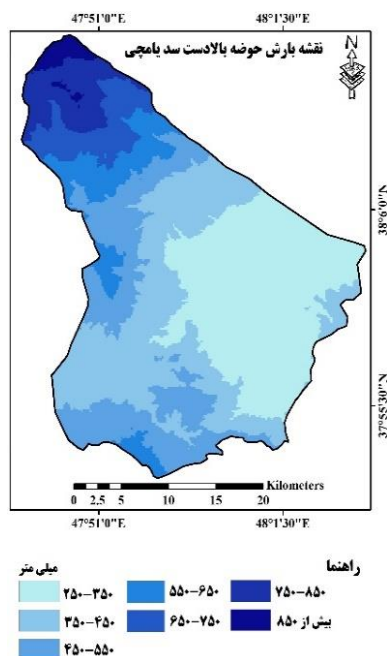 47°51'0"E 48°1'30"E
نقشه بارش حوضه بالادست سد یامچی
N
38°6'0"N
37°55'30"N
Kilometers
0 2.5 5 10 15 20
47°51'0"E 48°1'30"E
راهنما میلی متر
۷۵۰-۸۵۰ ۵۵۰-۶۵۰ ۲۵۰-۳۵۰
بیش از ۸۵۰ ۶۵۰-۷۵۰ ۳۵۰-۴۵۰
۴۵۰-۵۵۰